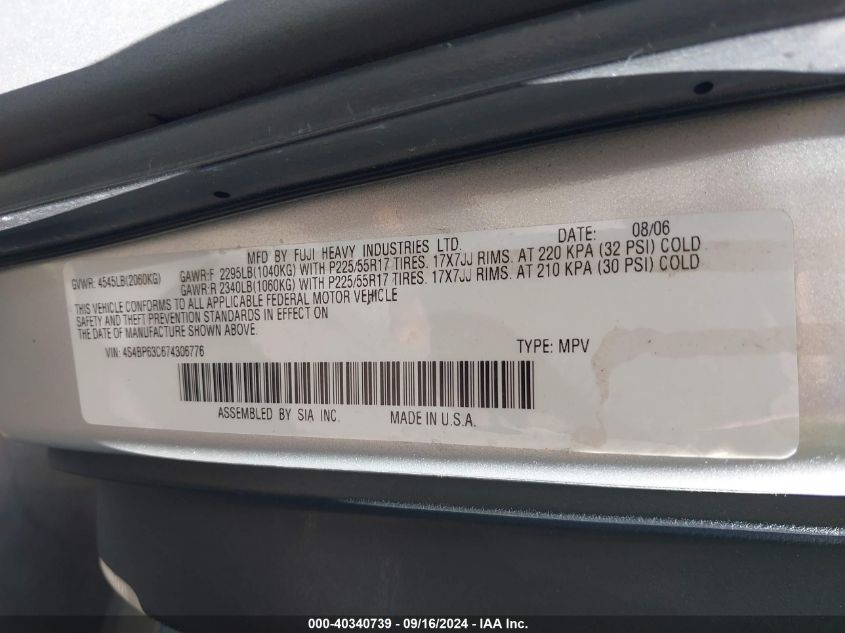 MFD BY FUJI HEAVY INDUSTRIES LTD. DATE: 08/06
GVWR: 4545LB(2060KG) GAWR:F 2295LB(1040KG) WITH P225/55R17 TIRES. 17X7JJ RIMS. AT 220 KPA (32 PSI) COLD
GAWR:R 2340LB(1060KG) WITH P225/55R17 TIRES. 17X7JJ RIMS. AT 210 KPA (30 PSI) COLD
THIS VEHICLE CONFORMS TO ALL APPLICABLE FEDERAL MOTOR VEHICLE
SAFETY AND THEFT PREVENTION STANDARDS IN EFFECT ON
THE DATE OF MANUFACTURE SHOWN ABOVE.
VIN: 4S4BP63C674306776 TYPE: MPV
ASSEMBLED BY SIA INC. MADE IN U.S.A.
000-40340739 - 09/16/2024 - IAA Inc.